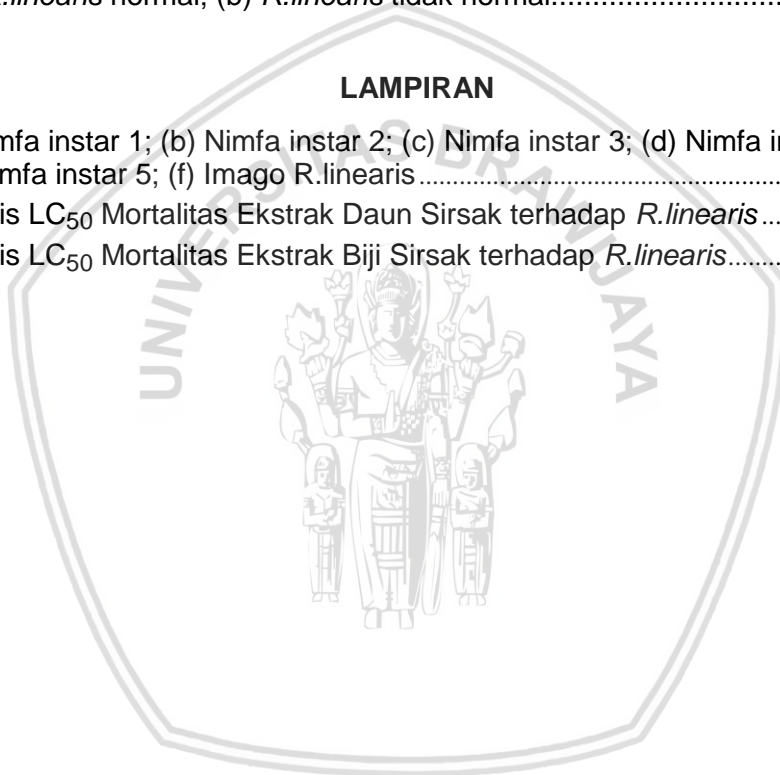 R.linearis normal; (b) R.linearis tidak normal..............................
LAMPIRAN
mfa instar 1; (b) Nimfa instar 2; (c) Nimfa instar 3; (d) Nimfa in
mfa instar 5; (f) Imago R.linearis..............................
is LC50 Mortalitas Ekstrak Daun Sirsak terhadap R.linearis...
is LC50 Mortalitas Ekstrak Biji Sirsak terhadap R.linearis........
UNIVERSITAS BRAWIJAYA